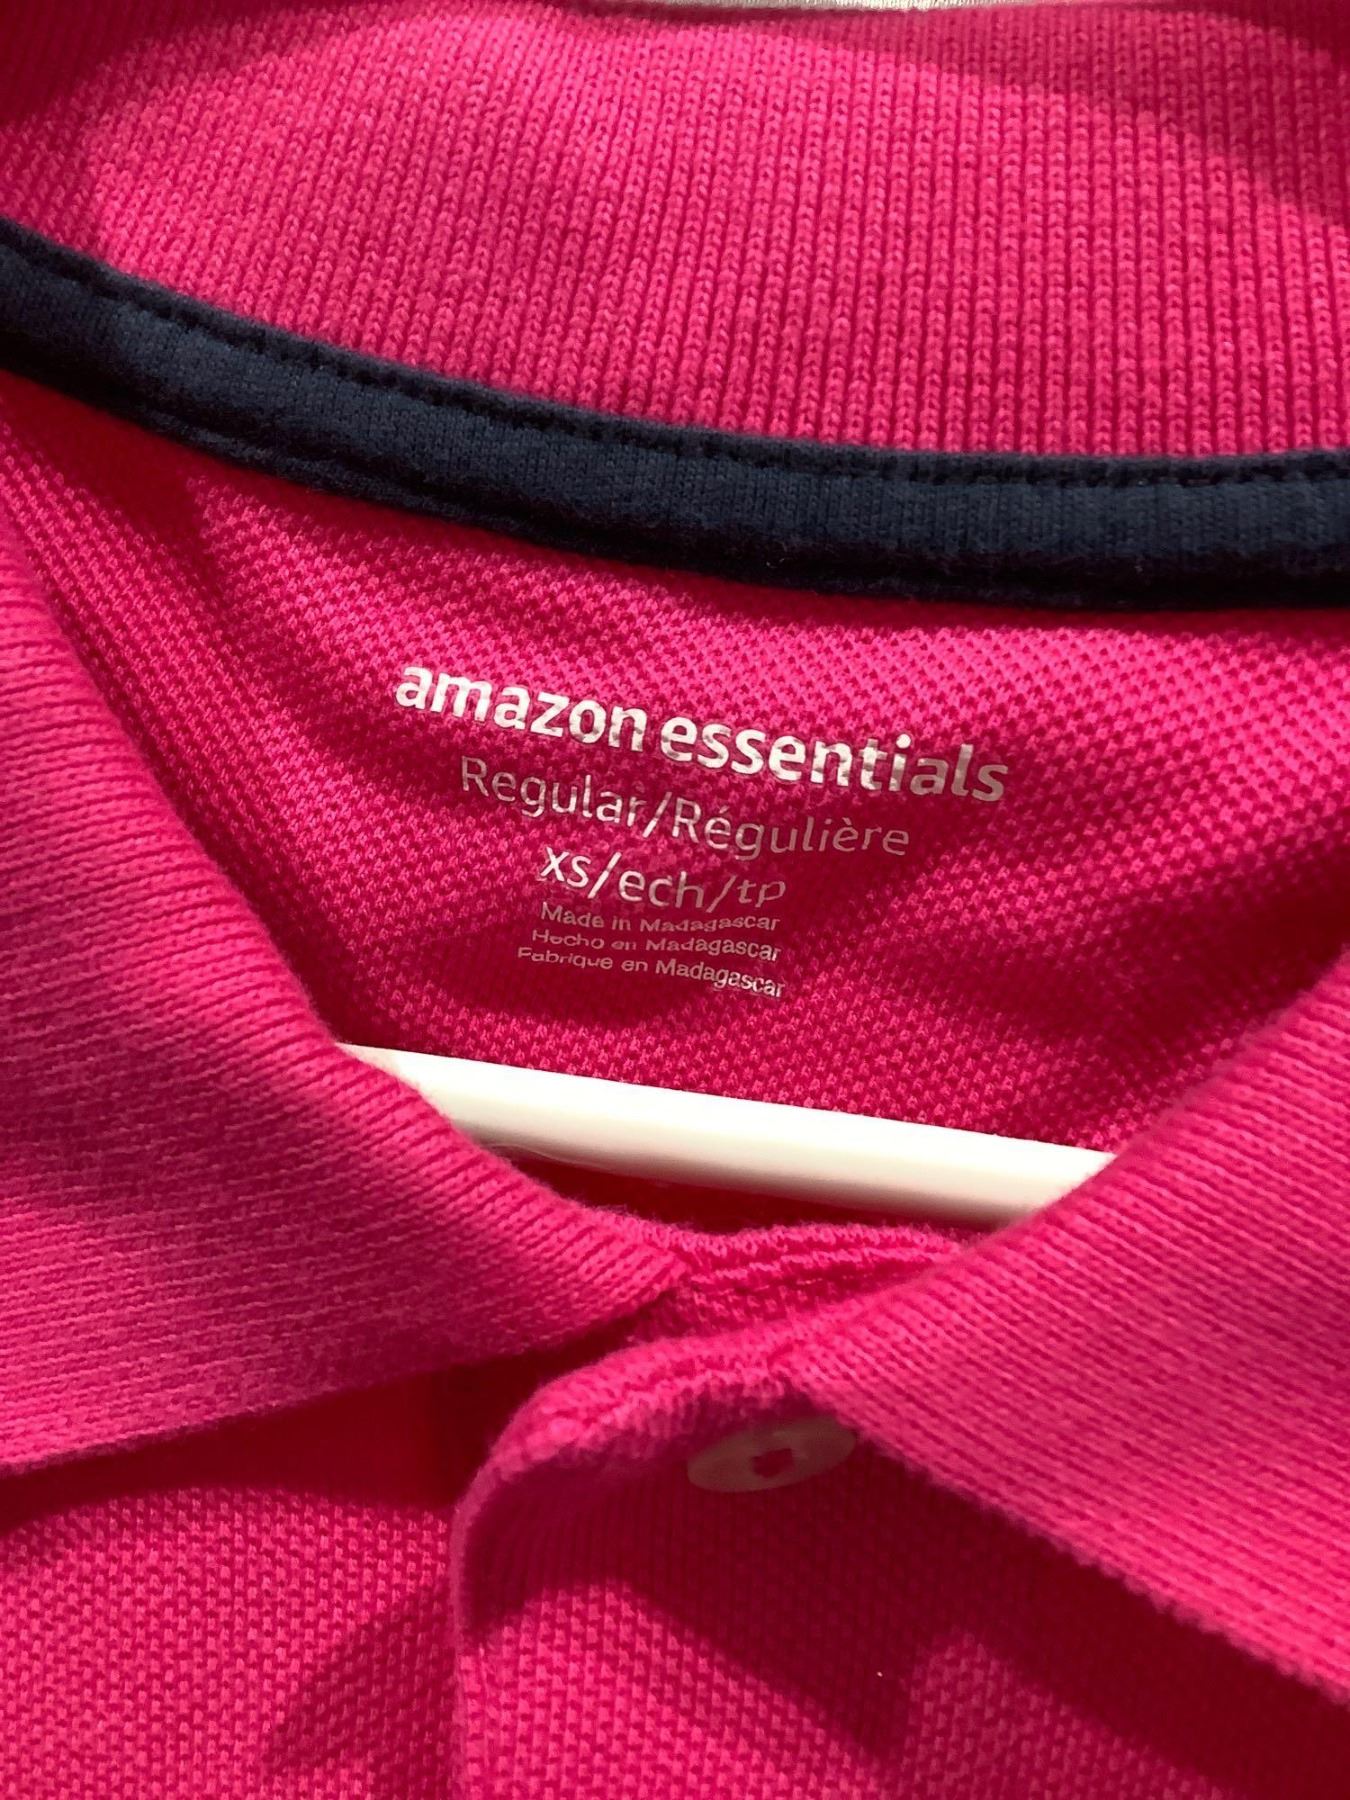 amazon essentials
Regular/Régulière
xs/ech/tp
Made in Madagascar
Hecho en Madagascar
Fabrique en Madagascar